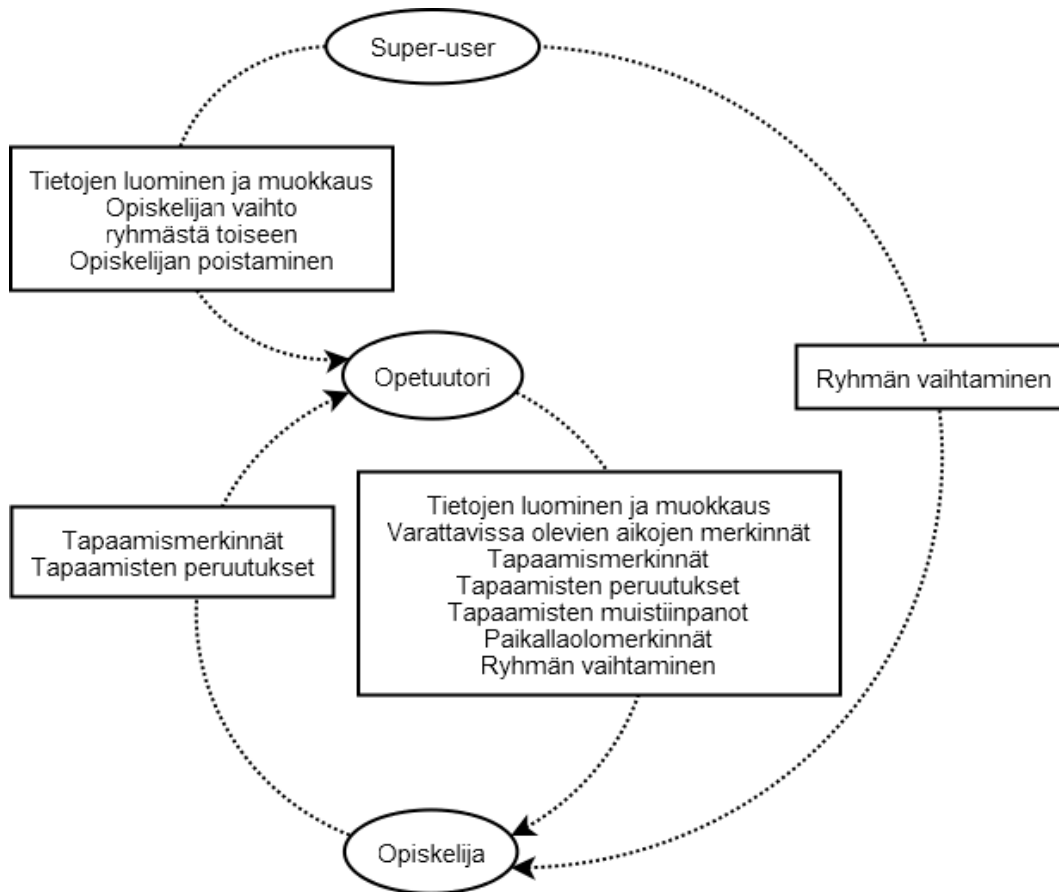 Super-user
Tietojen luominen ja muokkaus
Opiskelijan vaihto
ryhmästä toiseen
Opiskelijan poistaminen
Opetuutori
Ryhmän vaihtaminen
Tapaamismerkinnät
Tapaamisten peruutukset
Tietojen luominen ja muokkaus
Varattavissa olevien aikojen merkinnät
Tapaamismerkinnät
Tapaamisten peruutukset
Tapaamisten muistiinpanot
Paikallaolomerkinnät
Ryhmän vaihtaminen
Opiskelija